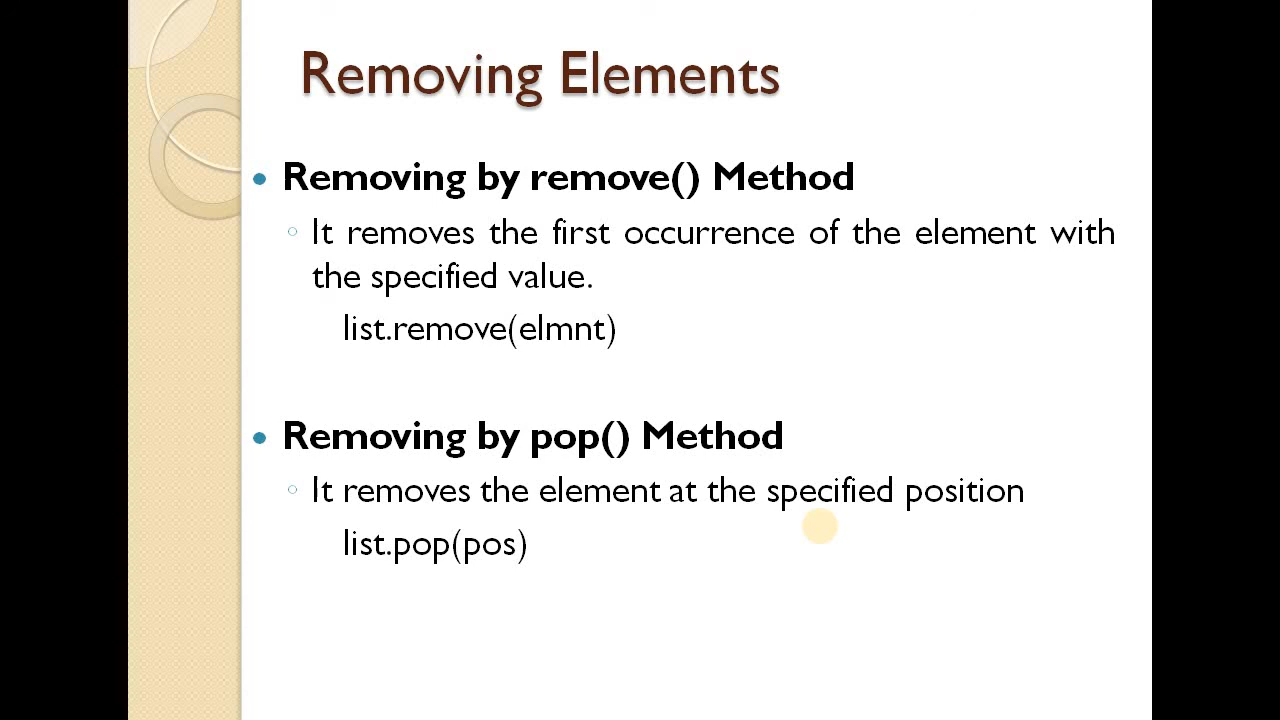 Removing Elements
Removing by remove() Method
It removes the first occurrence of the element with
the specified value.
list.remove(elmnt)
Removing by pop() Method
It removes the element at the specified position
list.pop(pos)